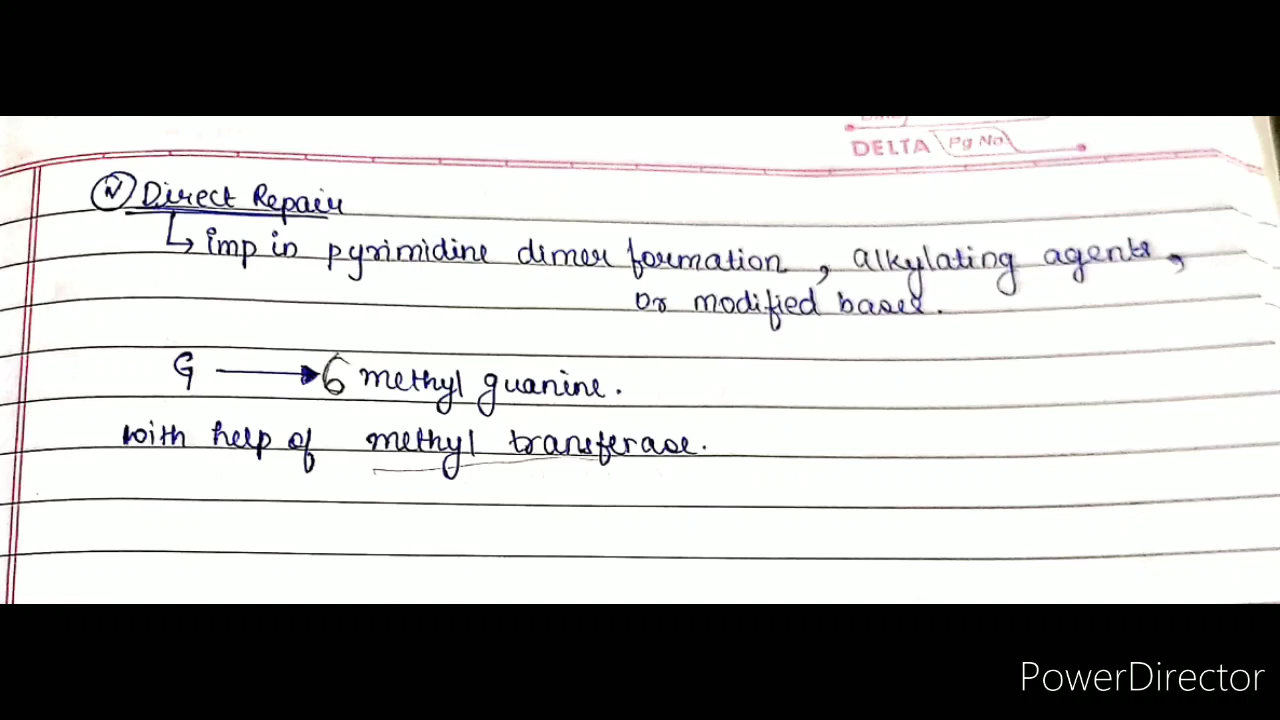 DELTA Pg No
IV Direct Repair
↳ imp in pyrimidine dimer formation, alkylating agents,
or modified bases.
G → 6 methyl guanine.
with help of methyl transferase.
PowerDirector